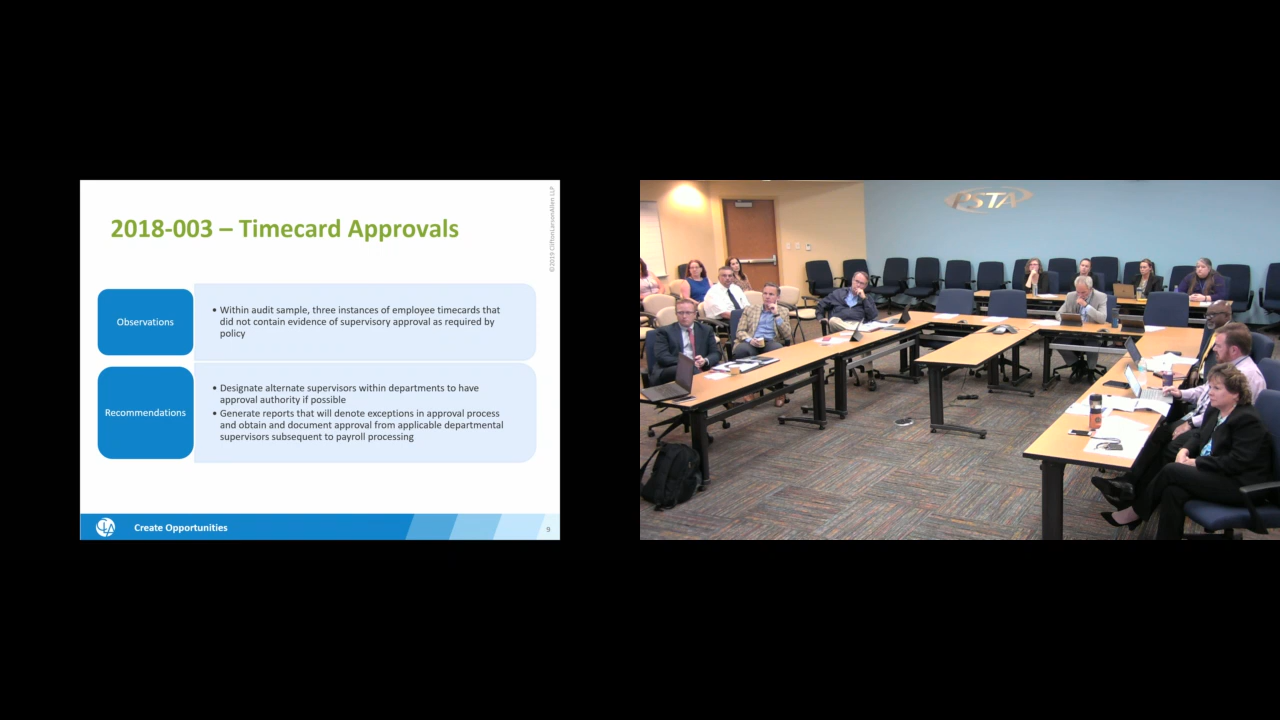 2018-003 – Timecard Approvals
©2019 CliftonLarsonAllen LLP
Observations
• Within audit sample, three instances of employee timecards that
did not contain evidence of supervisory approval as required by
policy
Recommendations
• Designate alternate supervisors within departments to have
approval authority if possible
• Generate reports that will denote exceptions in approval process
and obtain and document approval from applicable departmental
supervisors subsequent to payroll processing
CLA
Create Opportunities
9
PSTA